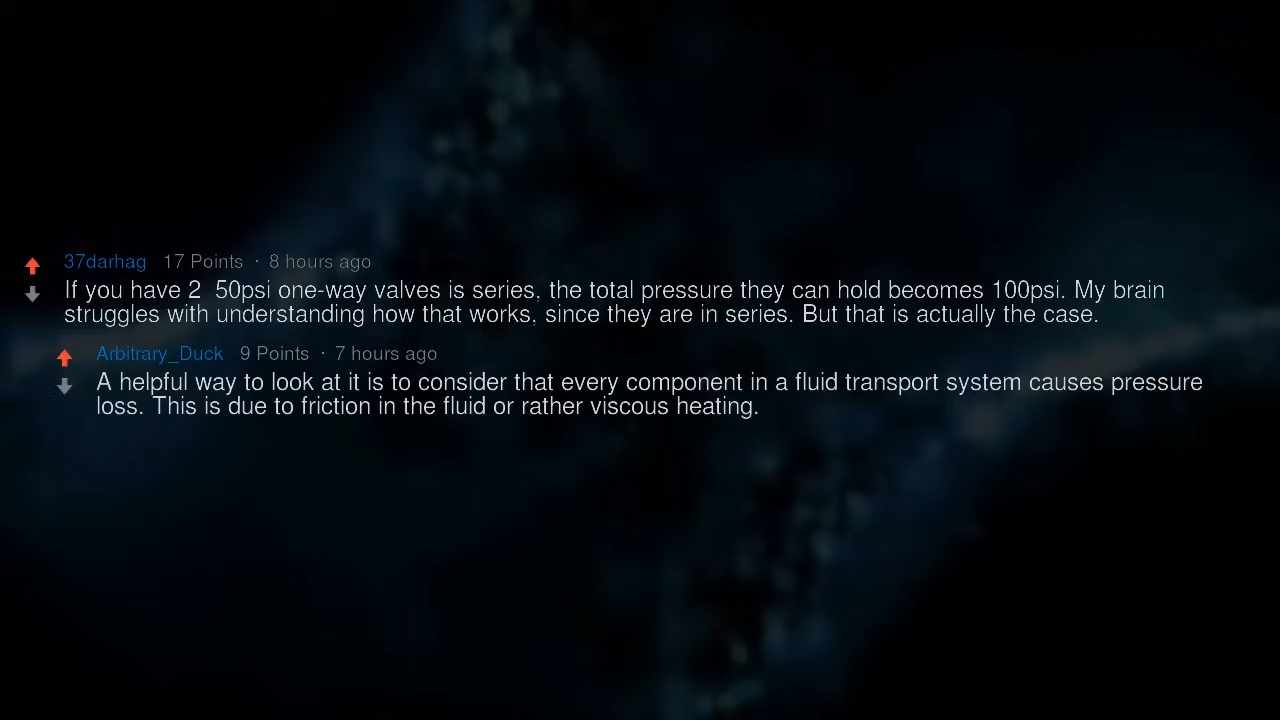 37darhag 17 Points · 8 hours ago
If you have 2  50psi one-way valves is series, the total pressure they can hold becomes 100psi. My brain
struggles with understanding how that works, since they are in series. But that is actually the case.
Arbitrary_Duck 9 Points · 7 hours ago
A helpful way to look at it is to consider that every component in a fluid transport system causes pressure
loss. This is due to friction in the fluid or rather viscous heating.